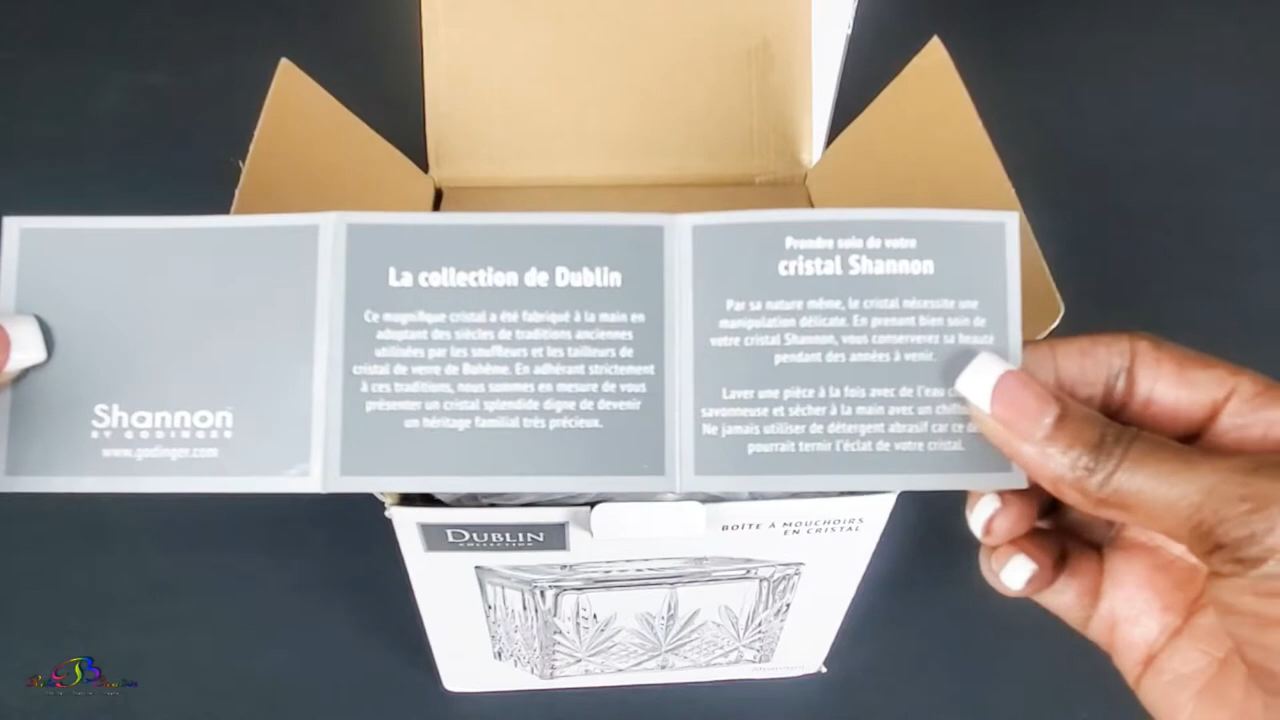 Shannon
BY GODINGER
www.godinger.com
La collection de Dublin
Ce magnifique cristal a été fabriqué à la main en
adoptant des siècles de traditions anciennes
utilisées par les souffleurs et les tailleurs de
cristal de verre de Bohême. En adhérant strictement
à ces traditions, nous sommes en mesure de vous
présenter un cristal splendide digne de devenir
un héritage familial très précieux.
Prendre soin de votre
cristal Shannon
Par sa nature même, le cristal nécessite une
manipulation délicate. En prenant bien soin de
votre cristal Shannon, vous conserverez sa beauté
pendant des années à venir.
Laver une pièce à la fois avec de l'eau
savonneuse et sécher à la main avec un
Ne jamais utiliser de détergent abrasif car
pourrait ternir l'éclat de votre cristal.
DUBLIN
COLLECTION
BOÎTE À MOUCHOIRS
EN CRISTAL
Shannon